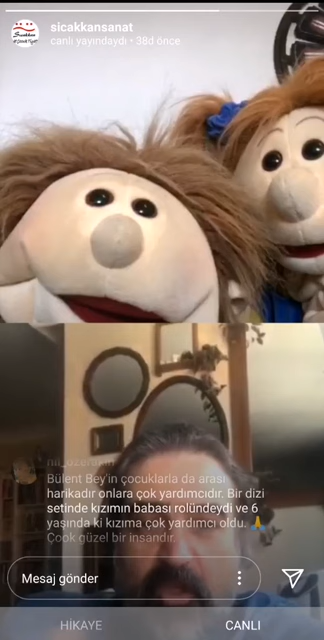 sicakkansanat
canlı yayındaydı • 38d önce
Bülent Bey'in çocuklarla da arası
harikadır onlara çok yardımcıdır. Bir dizi
setinde kızımın babası rolündeydi ve 6
yaşında ki kızıma çok yardımcı oldu. 🙏
Çook güzel bir insandır.
Mesaj gönder
HİKAYE
CANLI